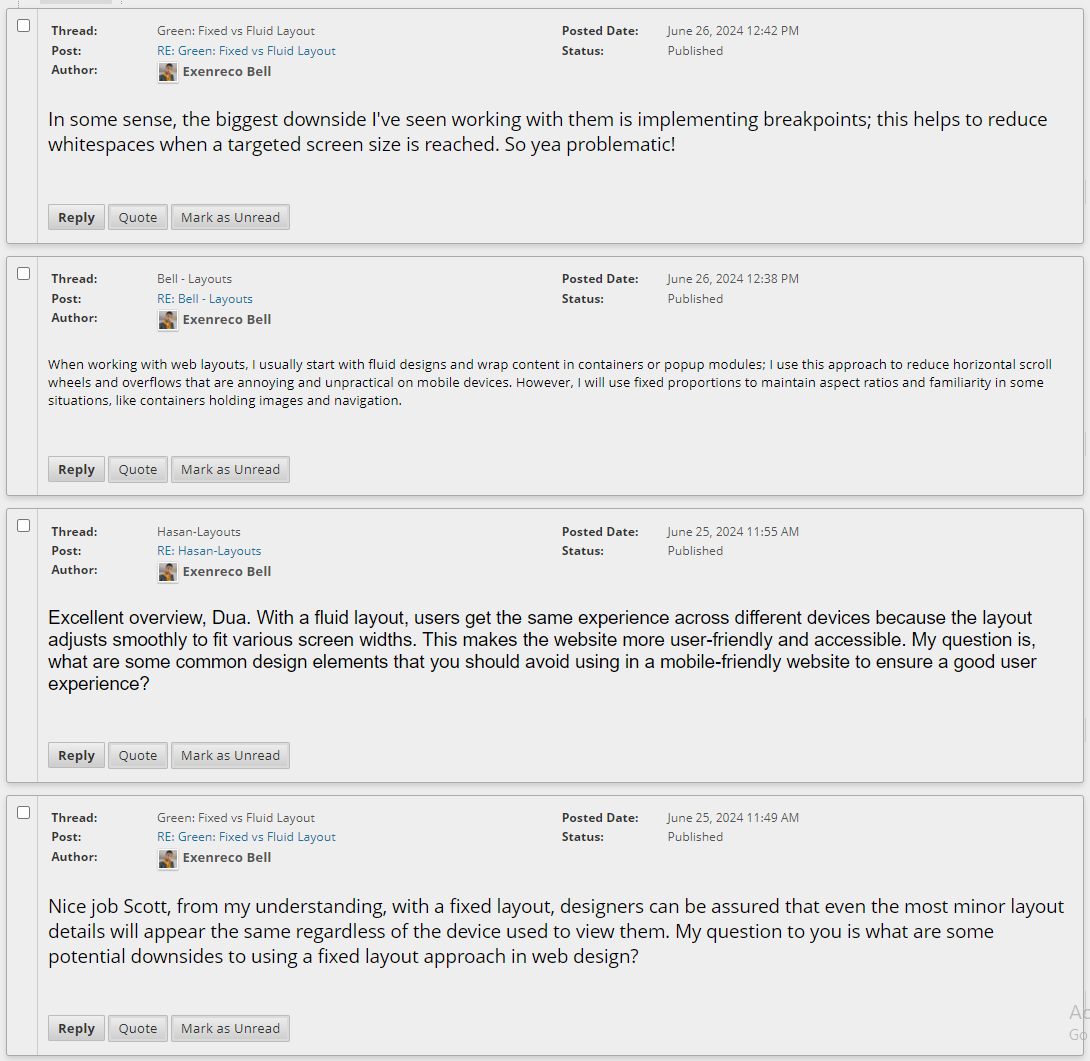 Thread: Green: Fixed vs Fluid Layout Posted Date: June 26, 2024 12:42 PM
Post: RE: Green: Fixed vs Fluid Layout Status: Published
Author: Exenreco Bell
In some sense, the biggest downside I've seen working with them is implementing breakpoints; this helps to reduce
whitespaces when a targeted screen size is reached. So yea problematic!
Reply Quote Mark as Unread
Thread: Bell - Layouts Posted Date: June 26, 2024 12:38 PM
Post: RE: Bell - Layouts Status: Published
Author: Exenreco Bell
When working with web layouts, I usually start with fluid designs and wrap content in containers or popup modules; I use this approach to reduce horizontal scroll
wheels and overflows that are annoying and unpractical on mobile devices. However, I will use fixed proportions to maintain aspect ratios and familiarity in some
situations, like containers holding images and navigation.
Reply Quote Mark as Unread
Thread: Hasan-Layouts Posted Date: June 25, 2024 11:55 AM
Post: RE: Hasan-Layouts Status: Published
Author: Exenreco Bell
Excellent overview, Dua. With a fluid layout, users get the same experience across different devices because the layout
adjusts smoothly to fit various screen widths. This makes the website more user-friendly and accessible. My question is,
what are some common design elements that you should avoid using in a mobile-friendly website to ensure a good user
experience?
Reply Quote Mark as Unread
Thread: Green: Fixed vs Fluid Layout Posted Date: June 25, 2024 11:49 AM
Post: RE: Green: Fixed vs Fluid Layout Status: Published
Author: Exenreco Bell
Nice job Scott, from my understanding, with a fixed layout, designers can be assured that even the most minor layout
details will appear the same regardless of the device used to view them. My question to you is what are some
potential downsides to using a fixed layout approach in web design?
Reply Quote Mark as Unread